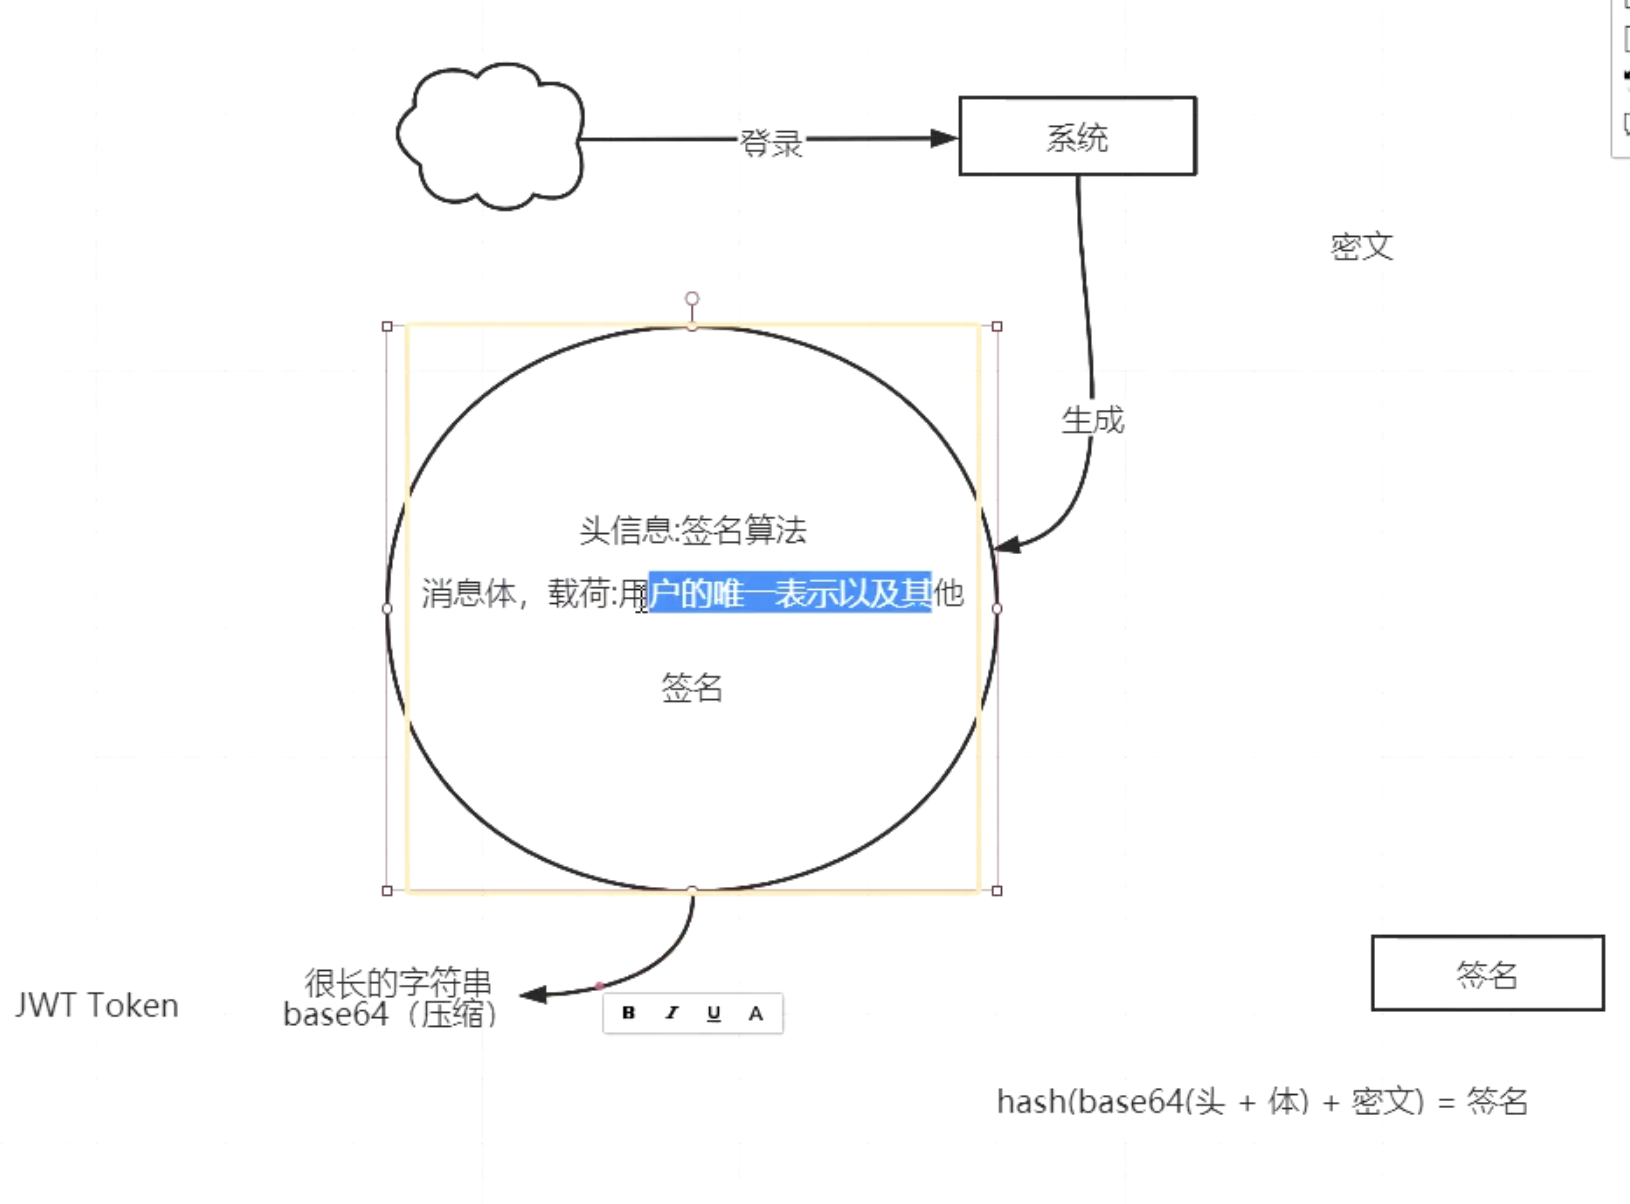 登录
系统
密文
生成
头信息:签名算法
消息体，载荷:用户的唯一表示以及其他
签名
很长的字符串
base64（压缩）
JWT Token
B I U A
签名
hash(base64(头 + 体) + 密文) = 签名